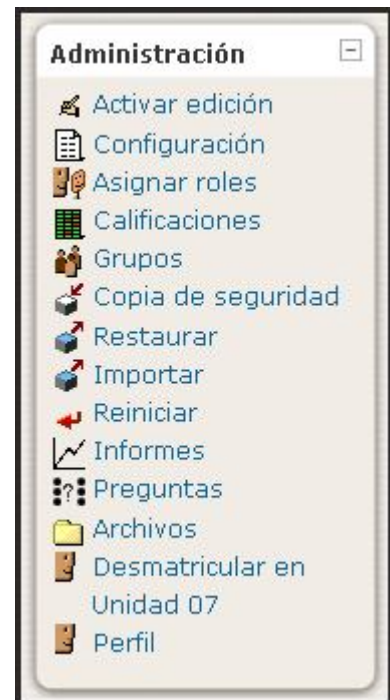 Administración
Activar edición
Configuración
Asignar roles
Calificaciones
Grupos
Copia de seguridad
Restaurar
Importar
Reiniciar
Informes
Preguntas
Archivos
Desmatricular en
Unidad 07
Perfil